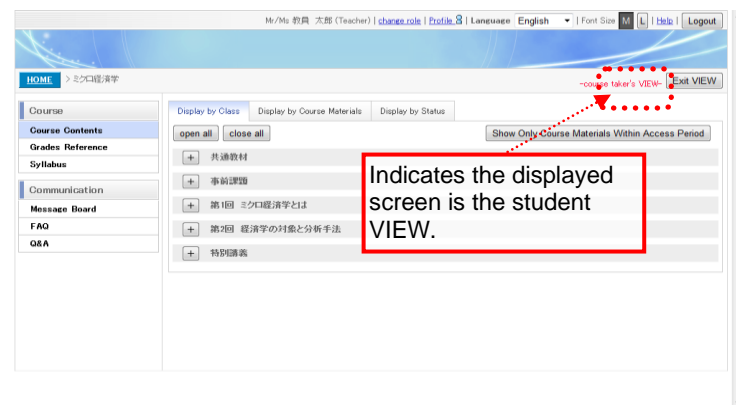 Mr/Ms 教員 太郎 (Teacher) | change role | Profile | Language English | Font Size M L | Help | Logout
HOME > ミクロ経済学
-course taker's VIEW- Exit VIEW
Course
Course Contents
Grades Reference
Syllabus
Communication
Message Board
FAQ
Q&A
Display by Class Display by Course Materials Display by Status
open all close all Show Only Course Materials Within Access Period
+ 共通教材
+ 事前課題
+ 第1回 ミクロ経済学とは
+ 第2回 経済学の対象と分析手法
+ 特別講義
Indicates the displayed
screen is the student
VIEW.